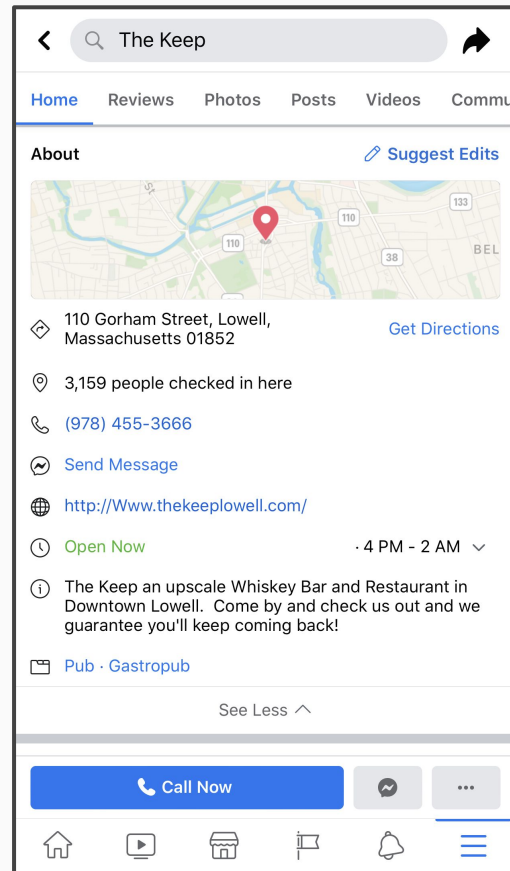 The Keep
Home Reviews Photos Posts Videos Commu
About Suggest Edits
St
110
133
110
38
BEL
110 Gorham Street, Lowell,
Massachusetts 01852
Get Directions
3,159 people checked in here
(978) 455-3666
Send Message
http://Www.thekeeplowell.com/
Open Now · 4 PM - 2 AM
The Keep an upscale Whiskey Bar and Restaurant in
Downtown Lowell.  Come by and check us out and we
guarantee you'll keep coming back!
Pub · Gastropub
See Less
Call Now